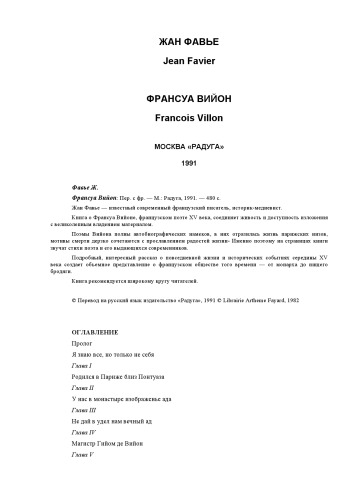 ЖАН ФАВЬЕ
Jean Favier
ФРАНСУА ВИЙОН
Francois Villon
МОСКВА «РАДУГА»
1991
Фавье Ж.
Франсуа Вийон: Пер. с фр. — М.: Радуга, 1991. — 480 с.
Жан Фавье — известный современный французский писатель, историк-медиевист.
Книга о Франсуа Вийоне, французском поэте XV века, соединяет живость и доступность изложения
с великолепным владением материалом.
Поэмы Вийона полны автобиографических намеков, в них отразилась жизнь парижских низов,
мотивы смерти дерзко сочетаются с прославлением радостей жизни- Именно поэтому на страницах книги
звучат стихи поэта и его выдающихся современников.
Подробный, интересный рассказ о повседневной жизни и исторических событиях середины XV
века создает объемное представление о французском обществе того времени — от монарха до нищего
бродяги.
Книга рекомендуется широкому кругу читателей.
© Перевод на русский язык издательство «Радуга», 1991 © Librairie Artheme Fayard, 1982
ОГЛАВЛЕНИЕ
Пролог
Я знаю все, но только не себя
Глава I
Родился в Париже близ Понтуаза
Глава II
У нас в монастыре изображенье ада
Глава III
Не дай в удел нам вечный ад
Глава IV
Магистр Гийом де Вийон
Глава V